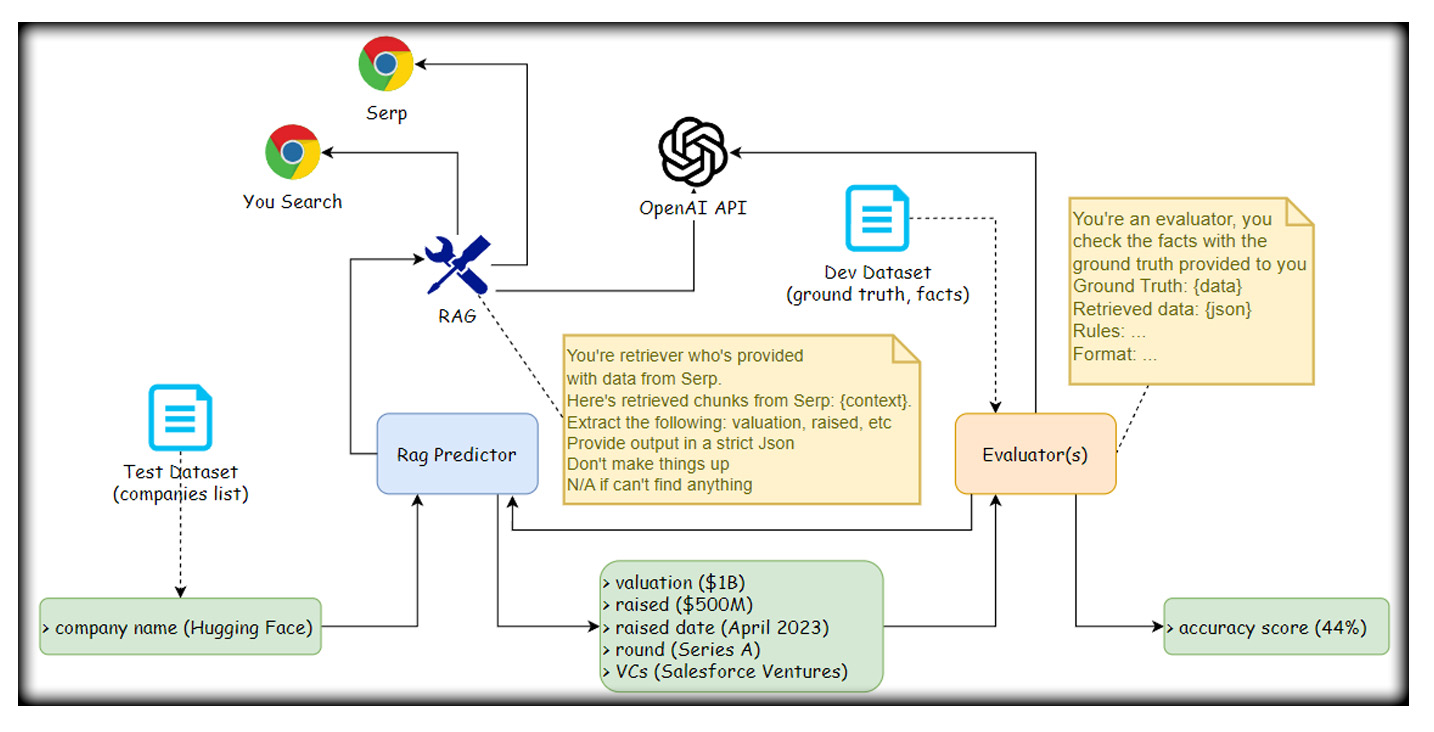 Serp
You Search
OpenAI API
RAG
Dev Dataset
(ground truth, facts)
You're an evaluator, you
check the facts with the
ground truth provided to you
Ground Truth: {data}
Retrieved data: {json}
Rules: ...
Format: ...
You're retriever who's provided
with data from Serp.
Here's retrieved chunks from Serp: {context}.
Extract the following: valuation, raised, etc
Provide output in a strict Json
Don't make things up
N/A if can't find anything
Test Dataset
(companies list)
Rag Predictor
Evaluator(s)
> company name (Hugging Face)
> valuation ($1B)
> raised ($500M)
> raised date (April 2023)
> round (Series A)
> VCs (Salesforce Ventures)
> accuracy score (44%)